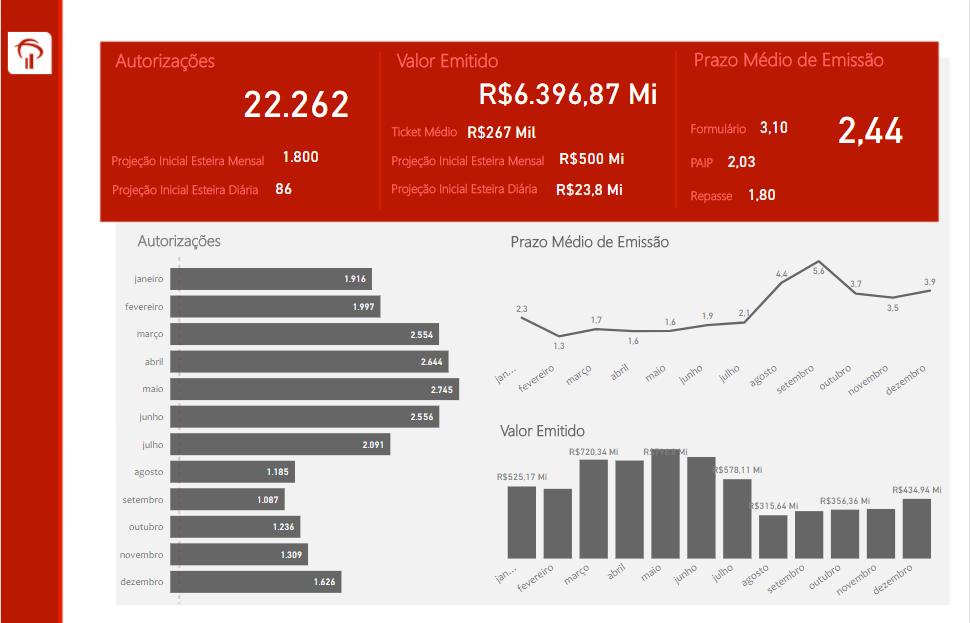 Autorizações
22.262
Projeção Inicial Esteira Mensal 1.800
Projeção Inicial Esteira Diária 86
Valor Emitido
R$6.396,87 Mi
Ticket Médio R$267 Mil
Projeção Inicial Esteira Mensal R$500 Mi
Projeção Inicial Esteira Diária R$23,8 Mi
Prazo Médio de Emissão
2,44
Formulário 3,10
PAIP 2,03
Repasse 1,80
Autorizações
janeiro 1.916
fevereiro 1.997
março 2.554
abril 2.644
maio 2.745
junho 2.556
julho 2.091
agosto 1.185
setembro 1.087
outubro 1.236
novembro 1.309
dezembro 1.626
Prazo Médio de Emissão
2,3 1,3 1,7 1,6 1,6 1,9 2,1 4,4 5,6 3,7 3,5 3,9
jan... fevereiro março abril maio junho julho agosto setembro outubro novembro dezembro
Valor Emitido
R$525,17 Mi R$720,34 Mi R$578,11 Mi R$315,64 Mi R$356,36 Mi R$434,94 Mi
jan... fevereiro março abril maio junho julho agosto setembro outubro novembro dezembro